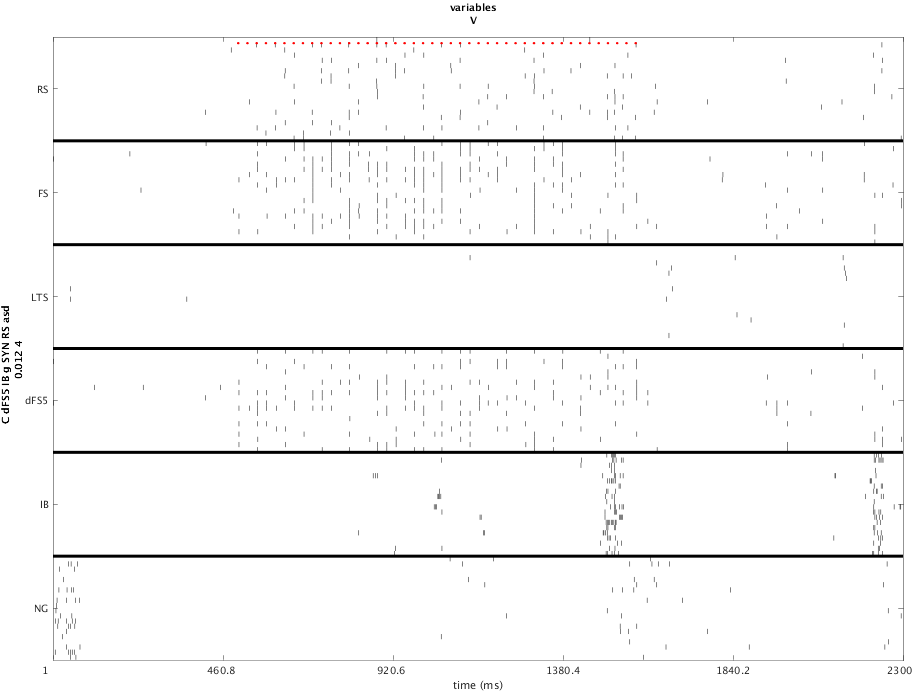 variables
V
RS
FS
LTS
dFS5
IB
NG
C dFS5 IB g SYN RS asd
0.012 4
1
460.8
920.6
1380.4
1840.2
2300
time (ms)